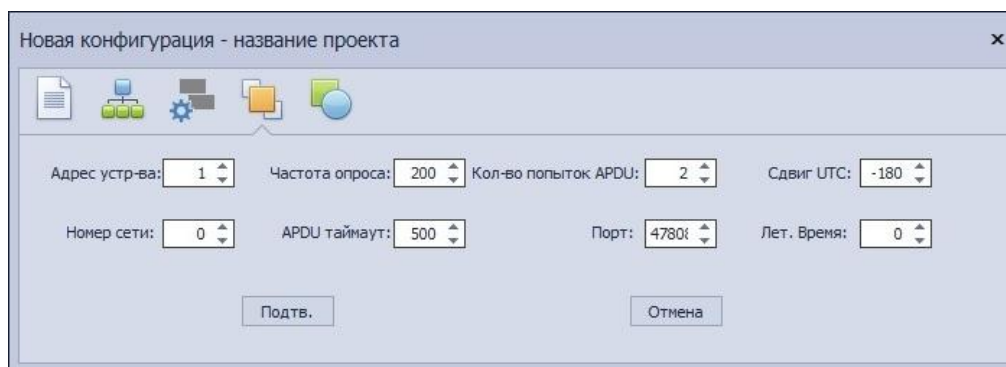 Новая конфигурация - название проекта
Адрес устр-ва: 1 Частота опроса: 200 Кол-во попыток APDU: 2 Сдвиг UTC: -180
Номер сети: 0 APDU таймаут: 500 Порт: 47808 Лет. Время: 0
Подтв. Отмена